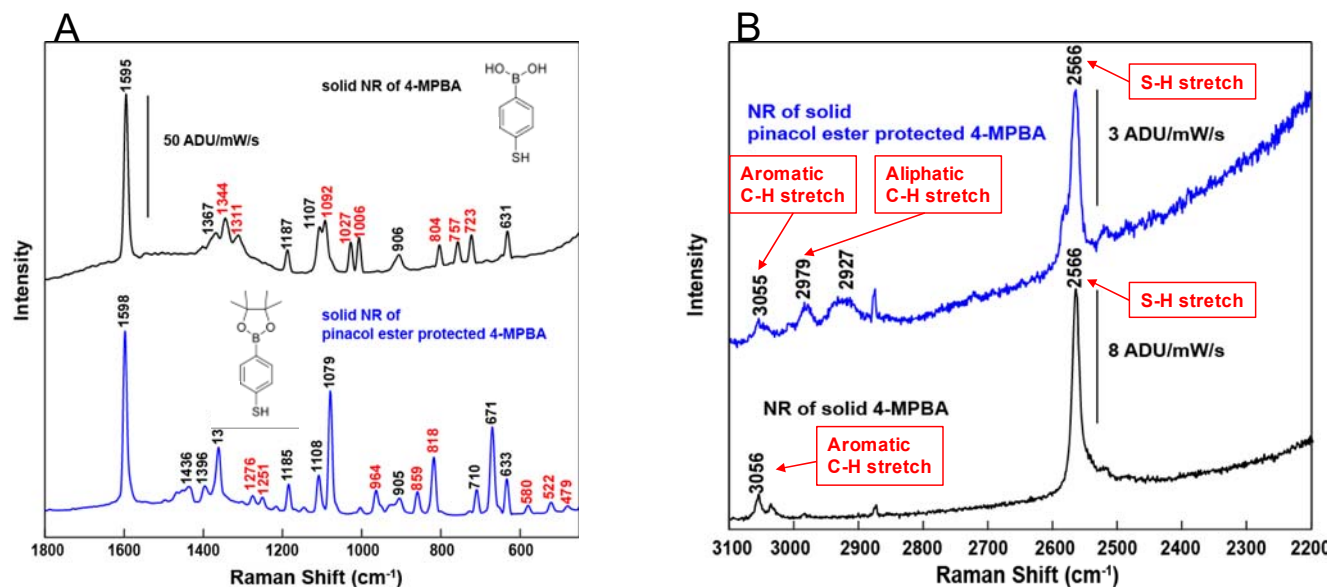 A
1595
50 ADU/mW/s
solid NR of 4-MPBA
HO
B
OH
SH
1367
1344
1311
1187
1107
1092
1027
1006
906
804
757
723
631
1598
solid NR of
pinacol ester protected 4-MPBA
O
O
B
SH
1436
1396
13
1276
1251
1185
1108
1079
964
905
859
818
710
671
633
580
522
479
Intensity
1800
1600
1400
1200
1000
800
600
Raman Shift (cm-1)
B
2566
S-H stretch
NR of solid
pinacol ester protected 4-MPBA
3 ADU/mW/s
Aromatic
C-H stretch
Aliphatic
C-H stretch
3055
2979
2927
2566
S-H stretch
8 ADU/mW/s
NR of solid 4-MPBA
Aromatic
C-H stretch
3056
Intensity
3100
3000
2900
2800
2700
2600
2500
2400
2300
2200
Raman Shift (cm-1)